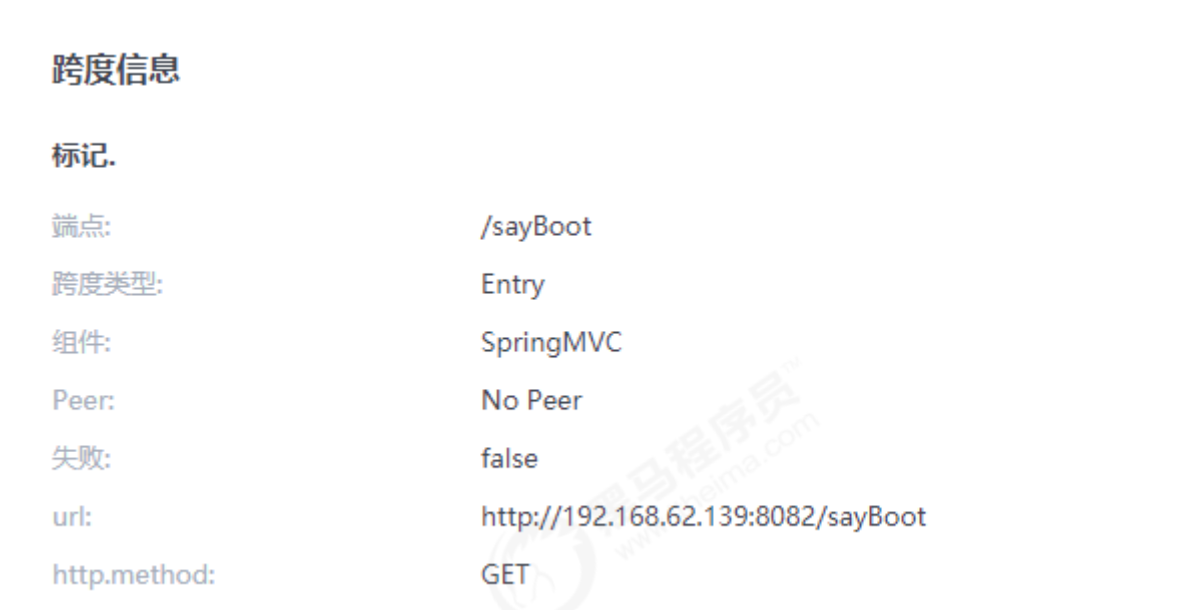 跨度信息
标记.
端点: /sayBoot
跨度类型: Entry
组件: SpringMVC
Peer: No Peer
失败: false
url: http://192.168.62.139:8082/sayBoot
http.method: GET
黑马程序员™
www.itheima.com